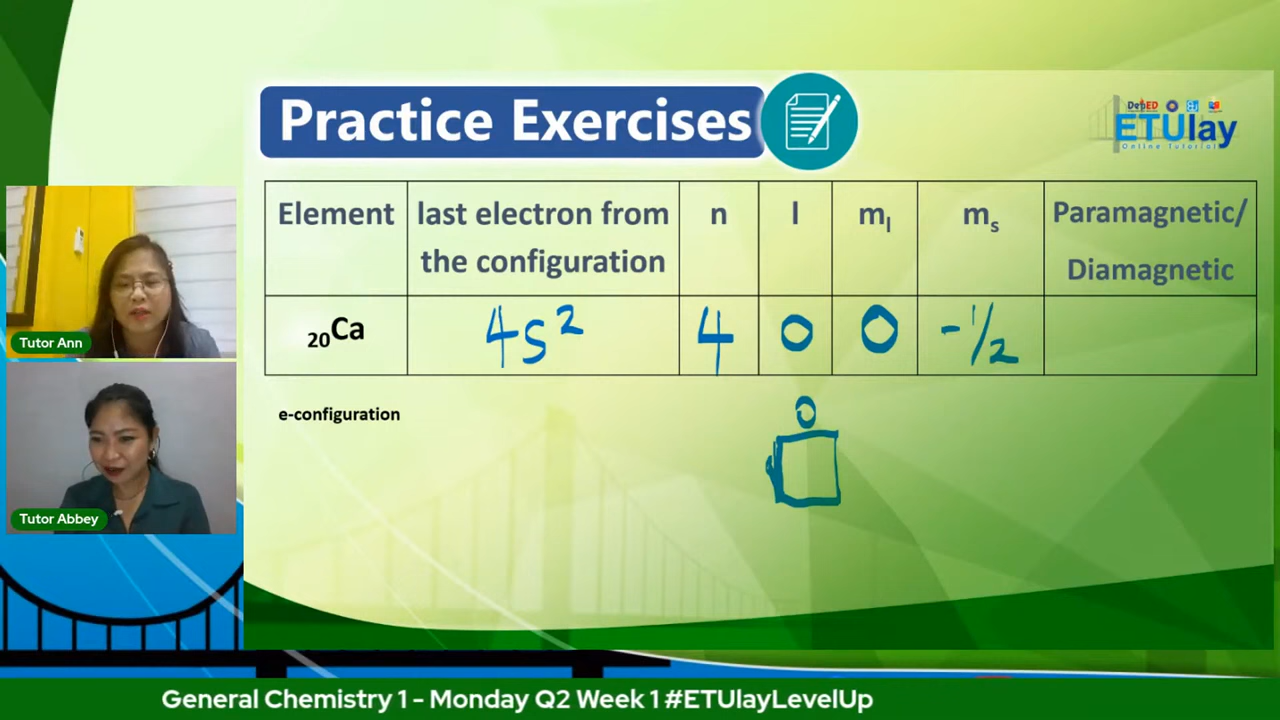 Practice Exercises
DepED
ETUlay
Online Tutorial
Element
last electron from
the configuration
n
l
mₗ
mₛ
Paramagnetic/
Diamagnetic
₂₀Ca
4s²
4
0
0
-1/2
e-configuration
0
Tutor Ann
Tutor Abbey
General Chemistry 1 - Monday Q2 Week 1 #ETUlayLevelUp